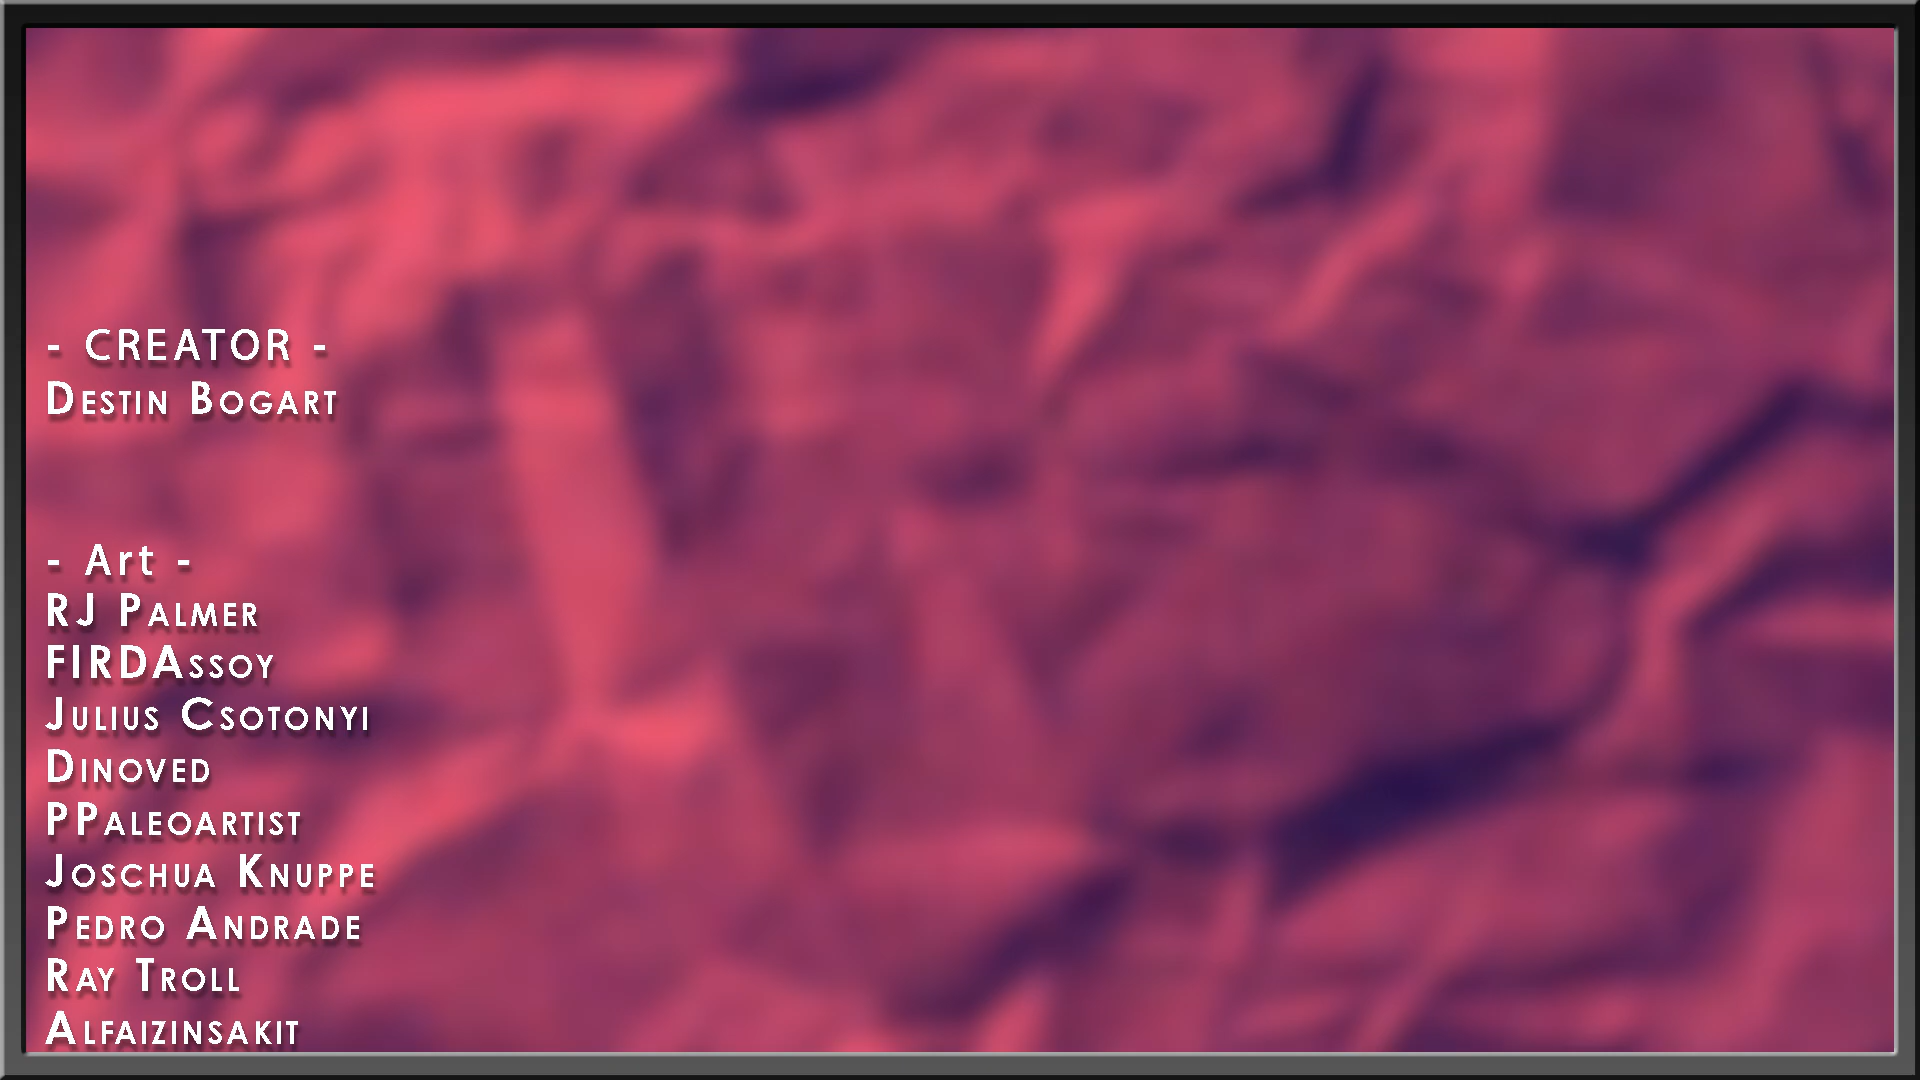 - CREATOR -
Destin Bogart
- Art -
RJ Palmer
FIRDAssoy
Julius Csotonyi
Dinoved
PPaleoartist
Joschua Knuppe
Pedro Andrade
Ray Troll
Alfaizinsakit